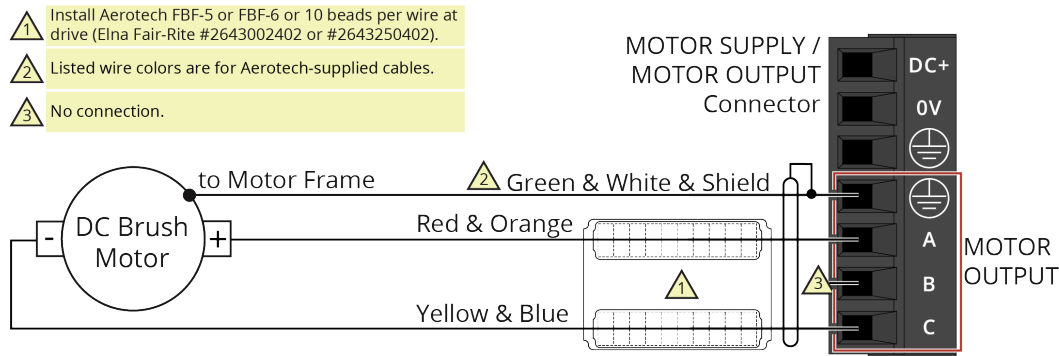 1 Install Aerotech FBF-5 or FBF-6 or 10 beads per wire at
drive (Elna Fair-Rite #2643002402 or #2643250402).
2 Listed wire colors are for Aerotech-supplied cables.
3 No connection.
MOTOR SUPPLY /
MOTOR OUTPUT
Connector
DC+
0V
to Motor Frame
2 Green & White & Shield
DC Brush
Motor
-
+
Red & Orange
A
MOTOR
OUTPUT
1
3
B
Yellow & Blue
C